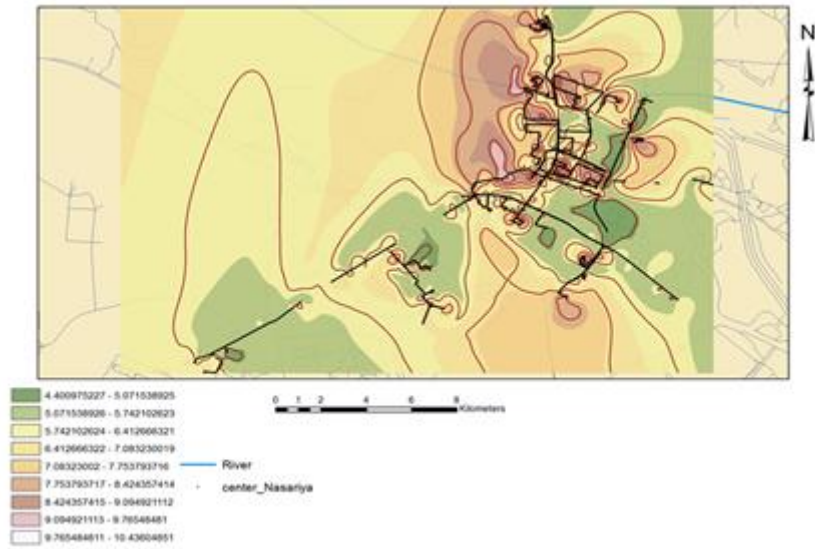 N
4.400975227 - 5.071538925
5.071538926 - 5.742102623
5.742102624 - 6.412666321
6.412666322 - 7.083230019
7.08323002 - 7.753793716
7.753793717 - 8.424357414
8.424357415 - 9.094921112
9.094921113 - 9.76548481
9.765484811 - 10.43604851
0 1 2 4 6 8
Kilometers
River
center_Nasariya